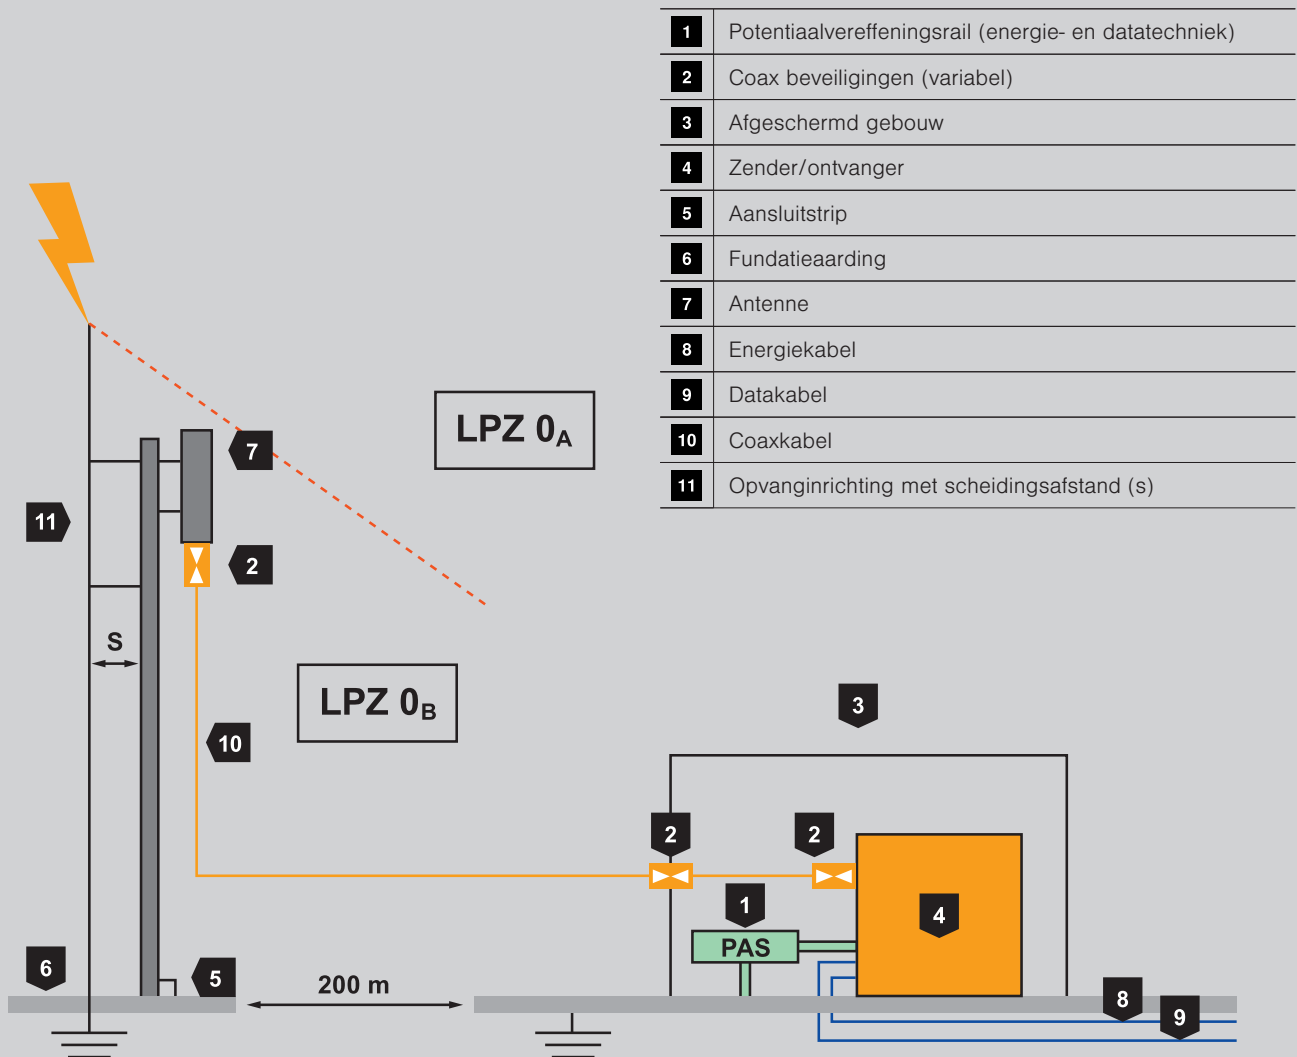 1 Potentiaalvereffeningsrail (energie- en datatechniek)
2 Coax beveiligingen (variabel)
3 Afgeschermd gebouw
4 Zender/ontvanger
5 Aansluitstrip
6 Fundatieaarding
7 Antenne
8 Energiekabel
9 Datakabel
10 Coaxkabel
11 Opvanginrichting met scheidingsafstand (s)
LPZ 0A
7
11
2
S
LPZ 0B
10
3
2 2
1
4
PAS
6
5
200 m
8
9